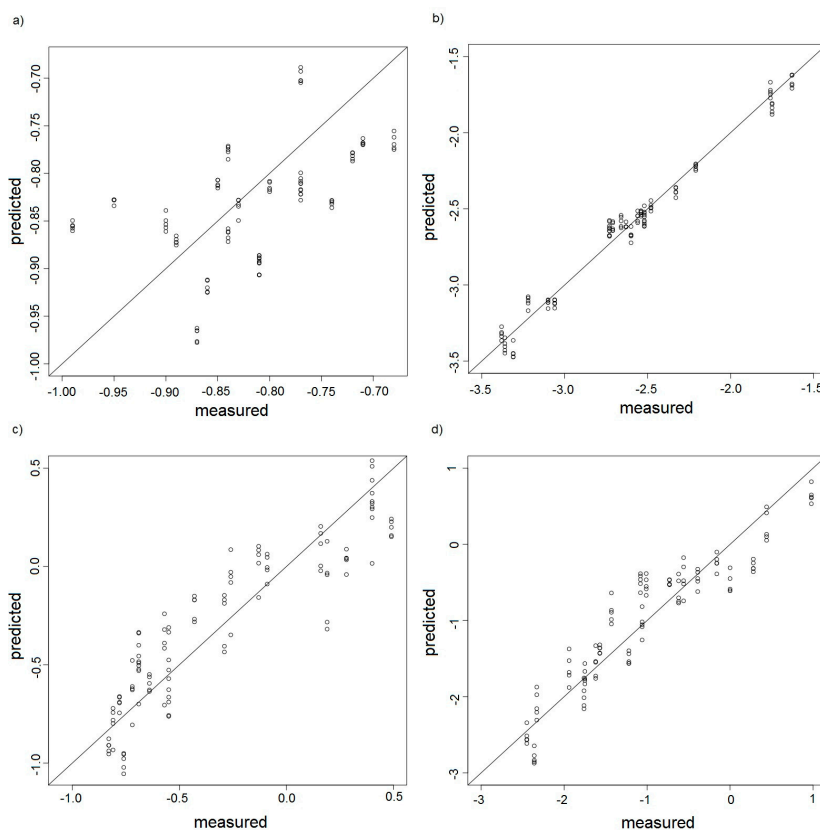 a)
-0.70
-0.75
-0.80
-0.85
-0.90
-0.95
-1.00
predicted
-1.00 -0.95 -0.90 -0.85 -0.80 -0.75 -0.70
measured
b)
-1.5
-2.0
-2.5
-3.0
-3.5
predicted
-3.5 -3.0 -2.5 -2.0 -1.5
measured
c)
0.5
0.0
-0.5
-1.0
predicted
-1.0 -0.5 0.0 0.5
measured
d)
1
0
-1
-2
-3
predicted
-3 -2 -1 0 1
measured